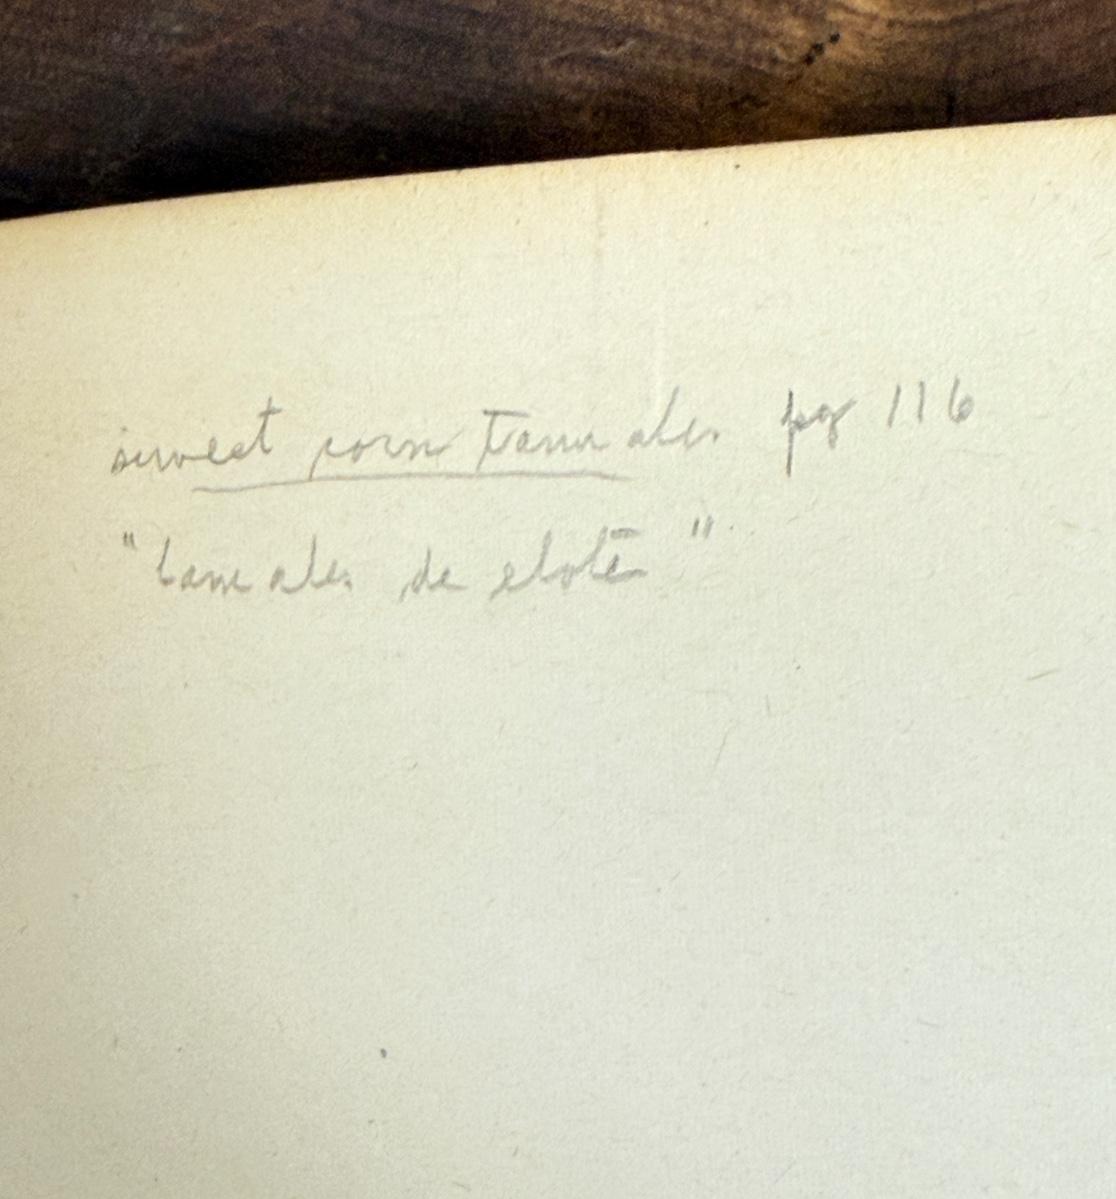 sweet corn Tamales pg 116
"tamales de elote"